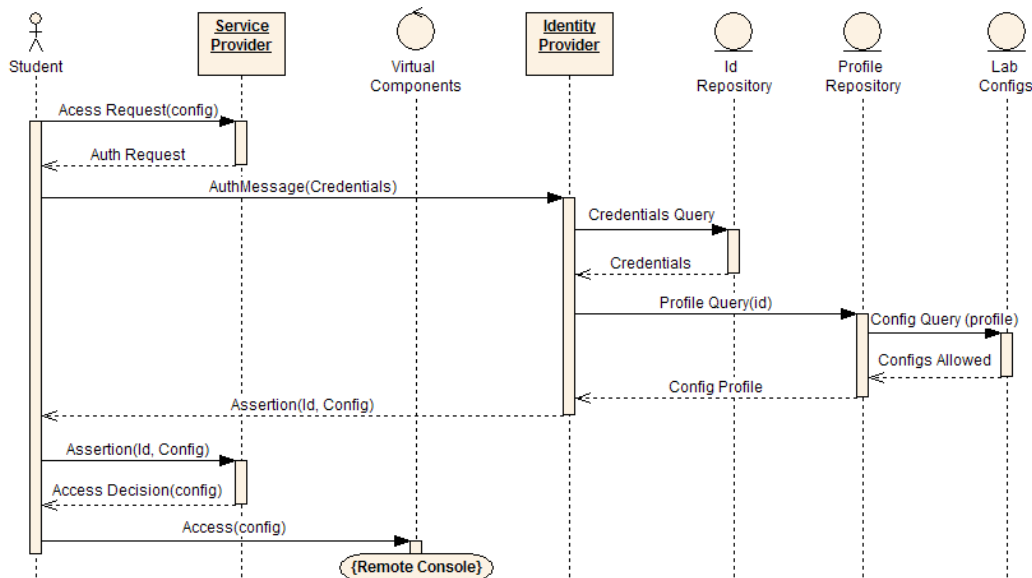 Student
Service
Provider
Virtual
Components
Identity
Provider
Id
Repository
Profile
Repository
Lab
Configs
Acess Request(config)
Auth Request
AuthMessage(Credentials)
Credentials Query
Credentials
Profile Query(id)
Config Query (profile)
Configs Allowed
Config Profile
Assertion(Id, Config)
Assertion(Id, Config)
Access Decision(config)
Access(config)
{Remote Console}